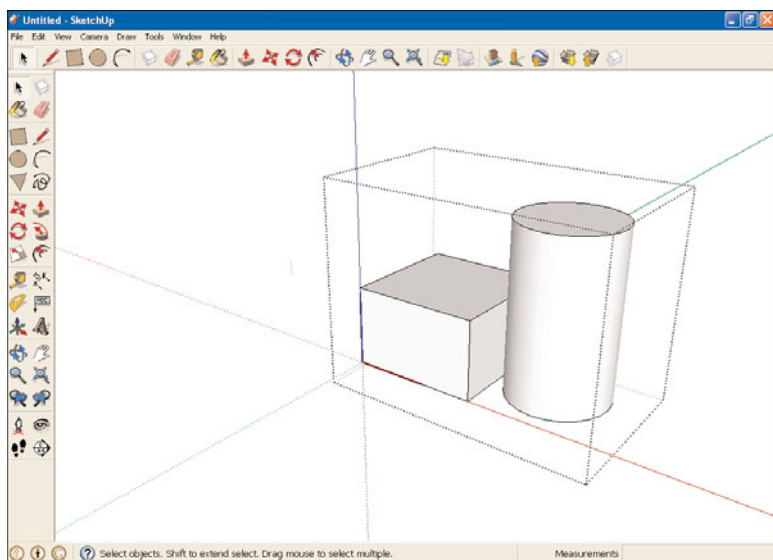 Untitled - SketchUp
File Edit View Camera Draw Tools Window Help
ABC
Select objects. Shift to extend select. Drag mouse to select multiple.
Measurements